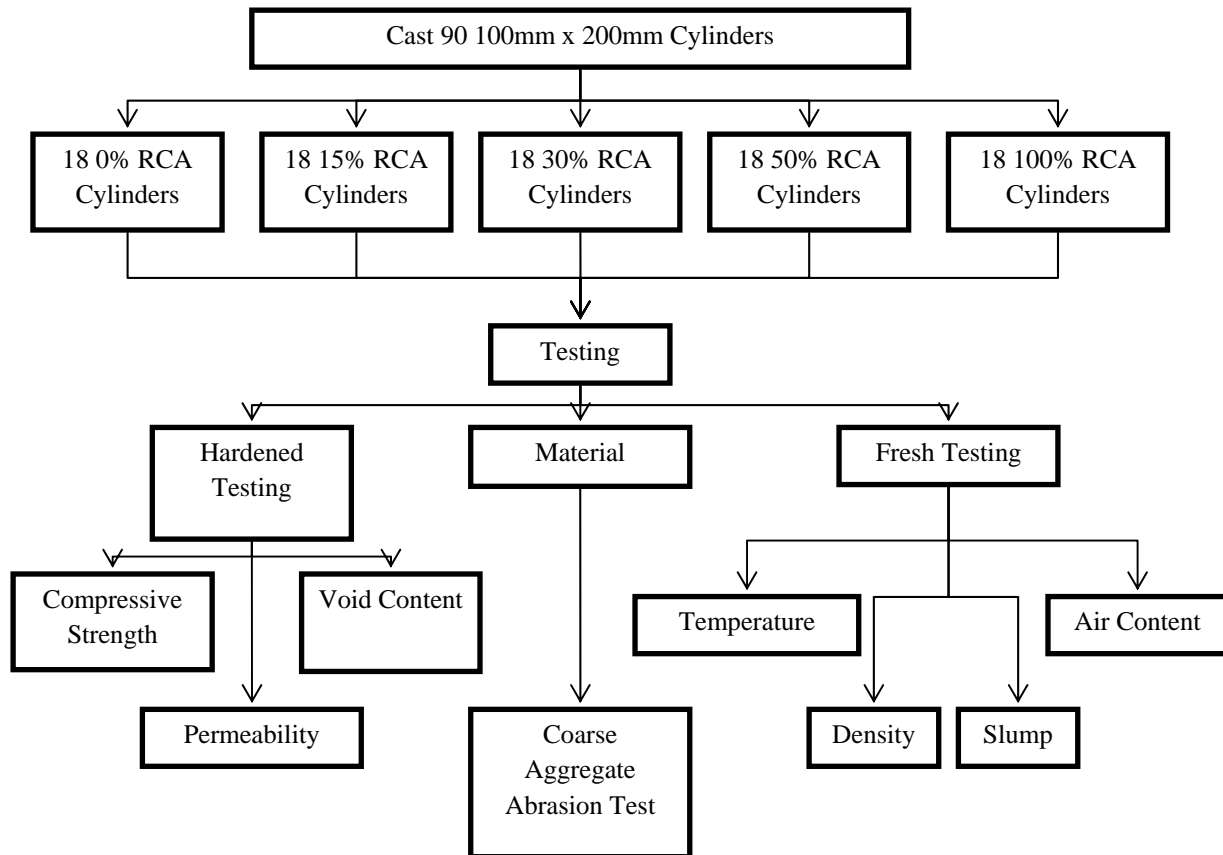 Cast 90 100mm x 200mm Cylinders
18 0% RCA
Cylinders
18 15% RCA
Cylinders
18 30% RCA
Cylinders
18 50% RCA
Cylinders
18 100% RCA
Cylinders
Testing
Hardened
Testing
Material
Fresh Testing
Compressive
Strength
Void Content
Temperature
Air Content
Permeability
Coarse
Aggregate
Abrasion Test
Density
Slump